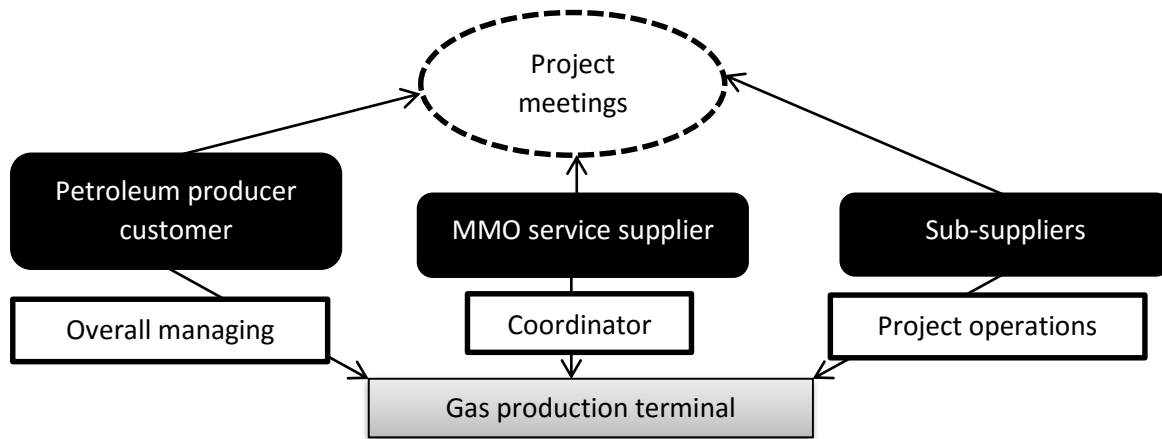 Project
meetings
Petroleum producer
customer
MMO service supplier
Sub-suppliers
Overall managing
Coordinator
Project operations
Gas production terminal